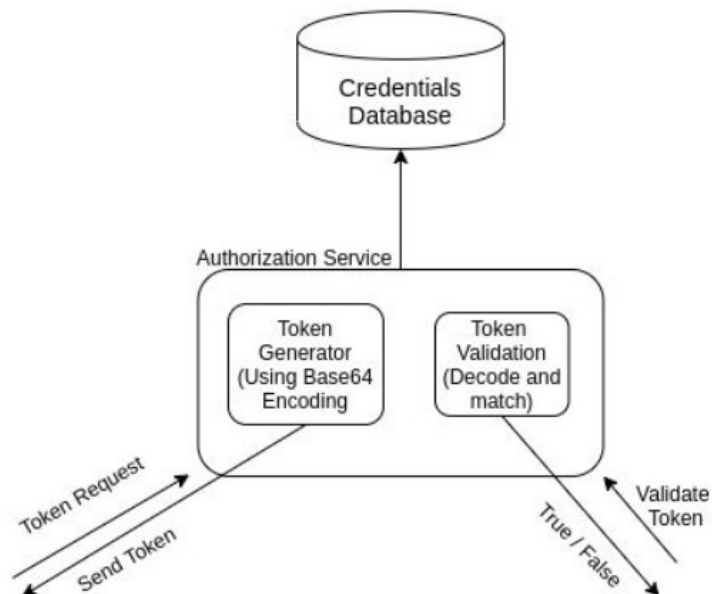 Credentials
Database
Authorization Service
Token
Generator
(Using Base64
Encoding
Token
Validation
(Decode and
match)
Token Request
Send Token
True / False
Validate
Token